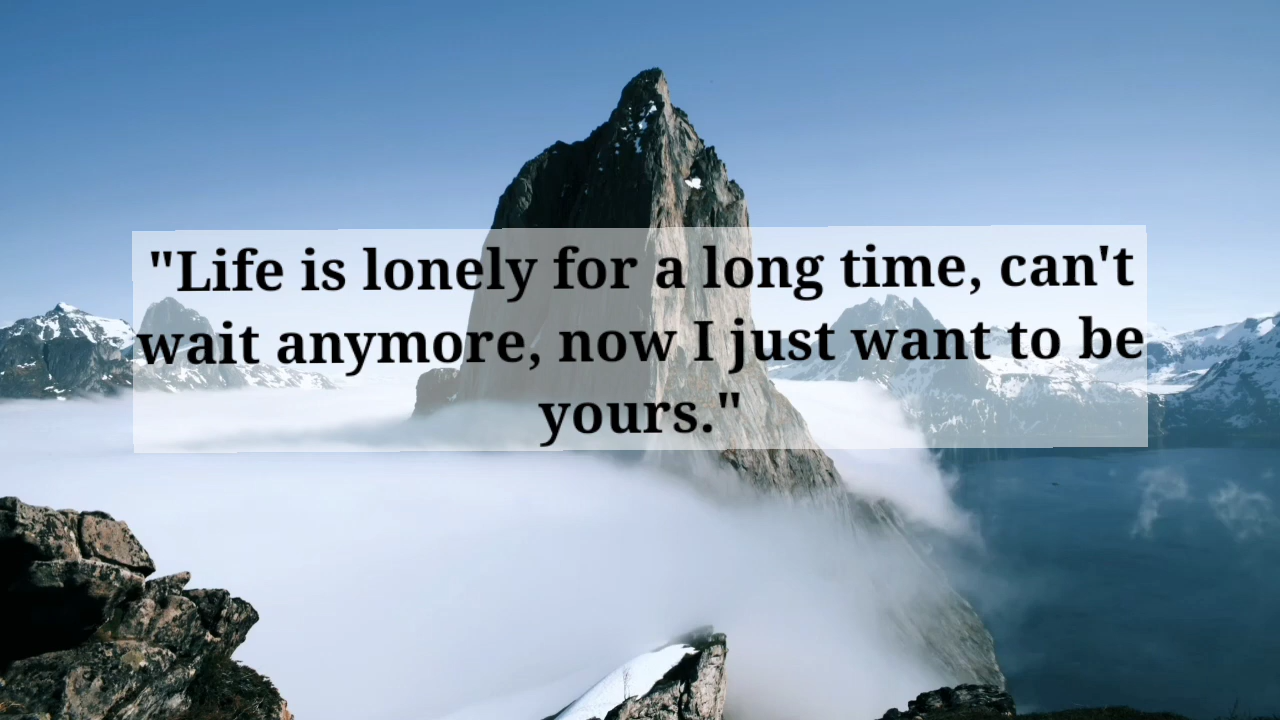 "Life is lonely for a long time, can't
wait anymore, now I just want to be
yours."